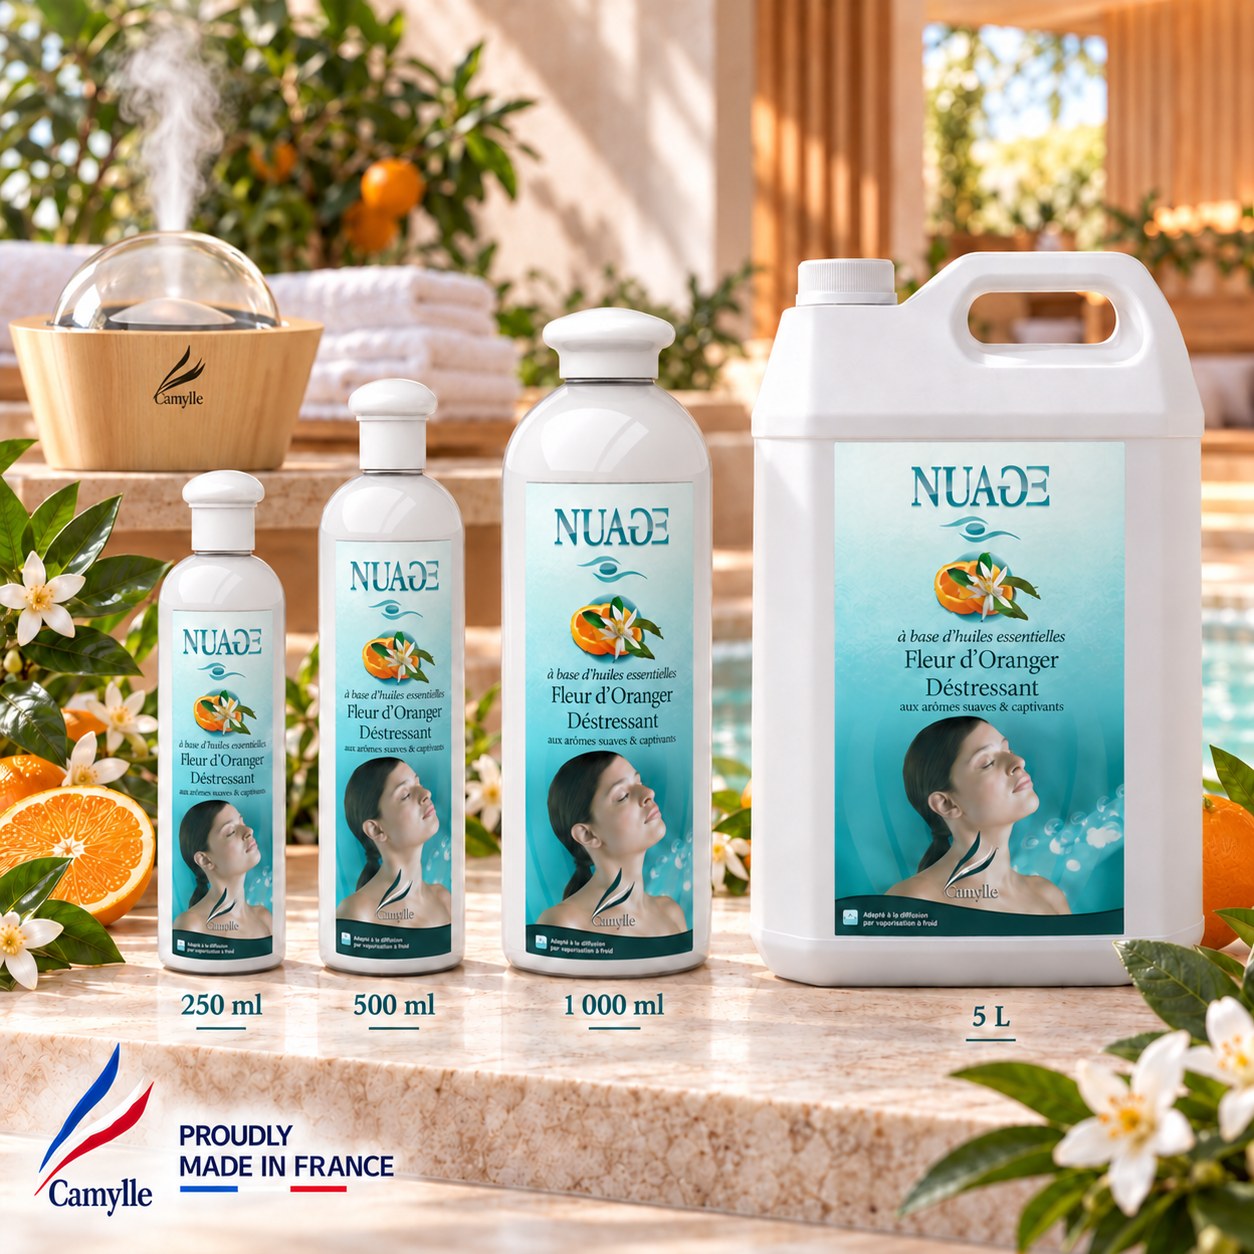 Camylle
NUAGE
à base d'huiles essentielles
Fleur d'Oranger
Déstressant
aux arômes suaves & captivants
Camylle
Adapté à la diffusion
par vaporisation à froid
250 ml
NUAGE
à base d'huiles essentielles
Fleur d'Oranger
Déstressant
aux arômes suaves & captivants
Camylle
Adapté à la diffusion
par vaporisation à froid
500 ml
NUAGE
à base d'huiles essentielles
Fleur d'Oranger
Déstressant
aux arômes suaves & captivants
Camylle
Adapté à la diffusion
par vaporisation à froid
1 000 ml
NUAGE
à base d'huiles essentielles
Fleur d'Oranger
Déstressant
aux arômes suaves & captivants
Camylle
Adapté à la diffusion
par vaporisation à froid
5 L
Camylle
PROUDLY
MADE IN FRANCE